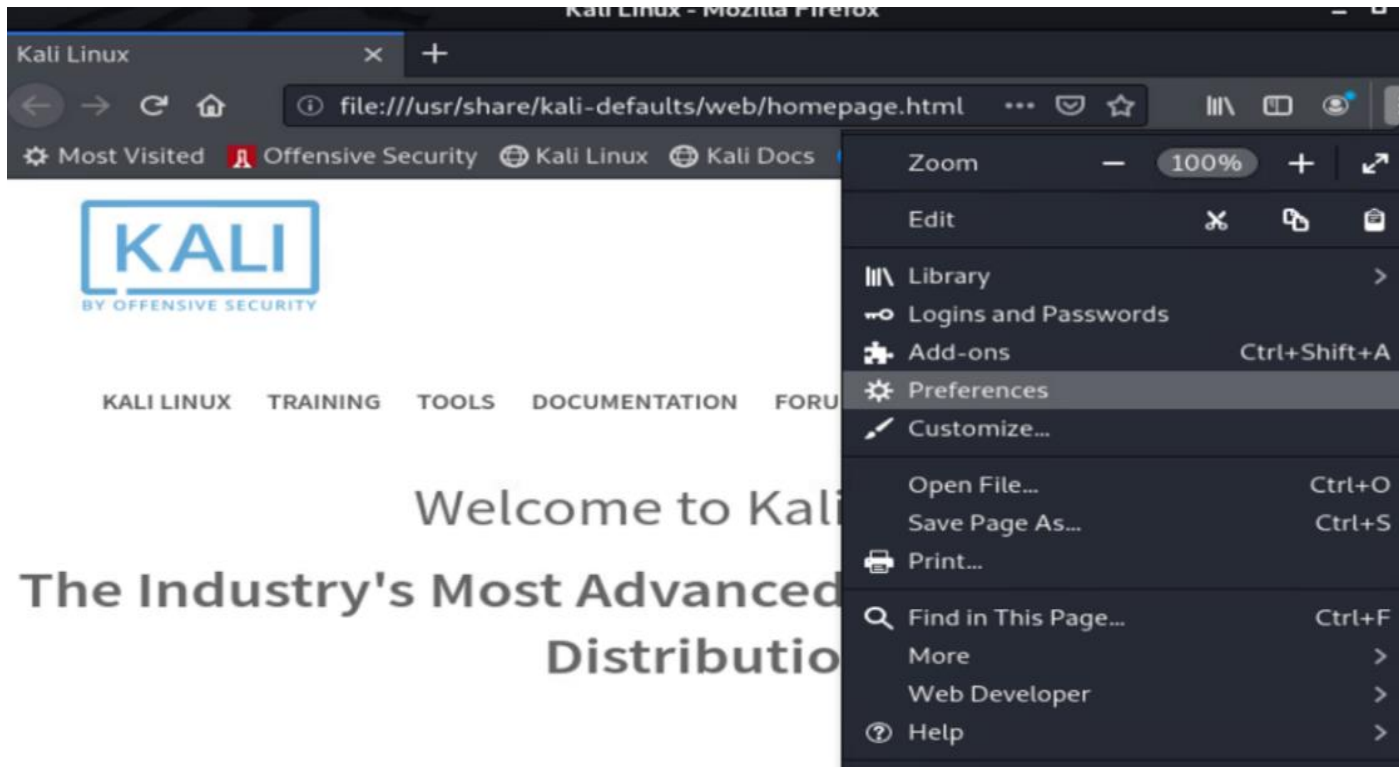 Kali Linux - Mozilla Firefox
Kali Linux
file:///usr/share/kali-defaults/web/homepage.html
Most Visited Offensive Security Kali Linux Kali Docs
Zoom 100%
Edit
Library
Logins and Passwords
Add-ons Ctrl+Shift+A
Preferences
Customize...
Open File... Ctrl+O
Save Page As... Ctrl+S
Print...
Find in This Page... Ctrl+F
More
Web Developer
Help
KALI
BY OFFENSIVE SECURITY
KALI LINUX TRAINING TOOLS DOCUMENTATION FORU
Welcome to Kali
The Industry's Most Advanced
Distributio